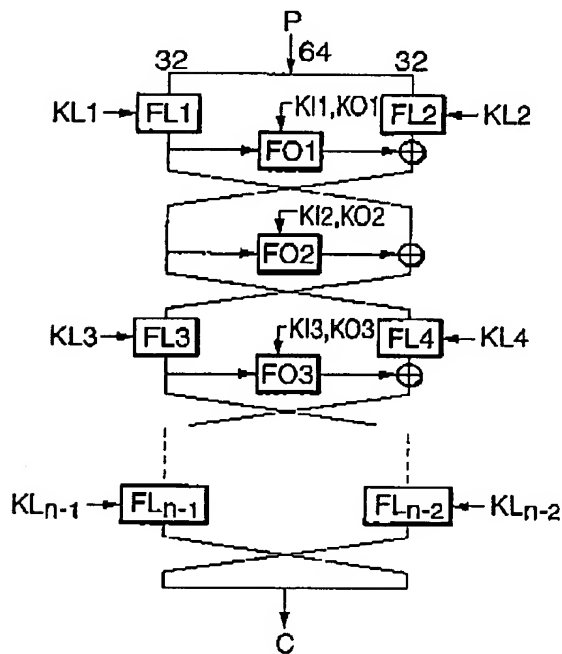 P
64
32 32
KL1 FL1 KI1,KO1 FL2 KL2
FO1
KI2,KO2
FO2
KL3 FL3 KI3,KO3 FL4 KL4
FO3
KLn-1 FLn-1 FLn-2 KLn-2
C